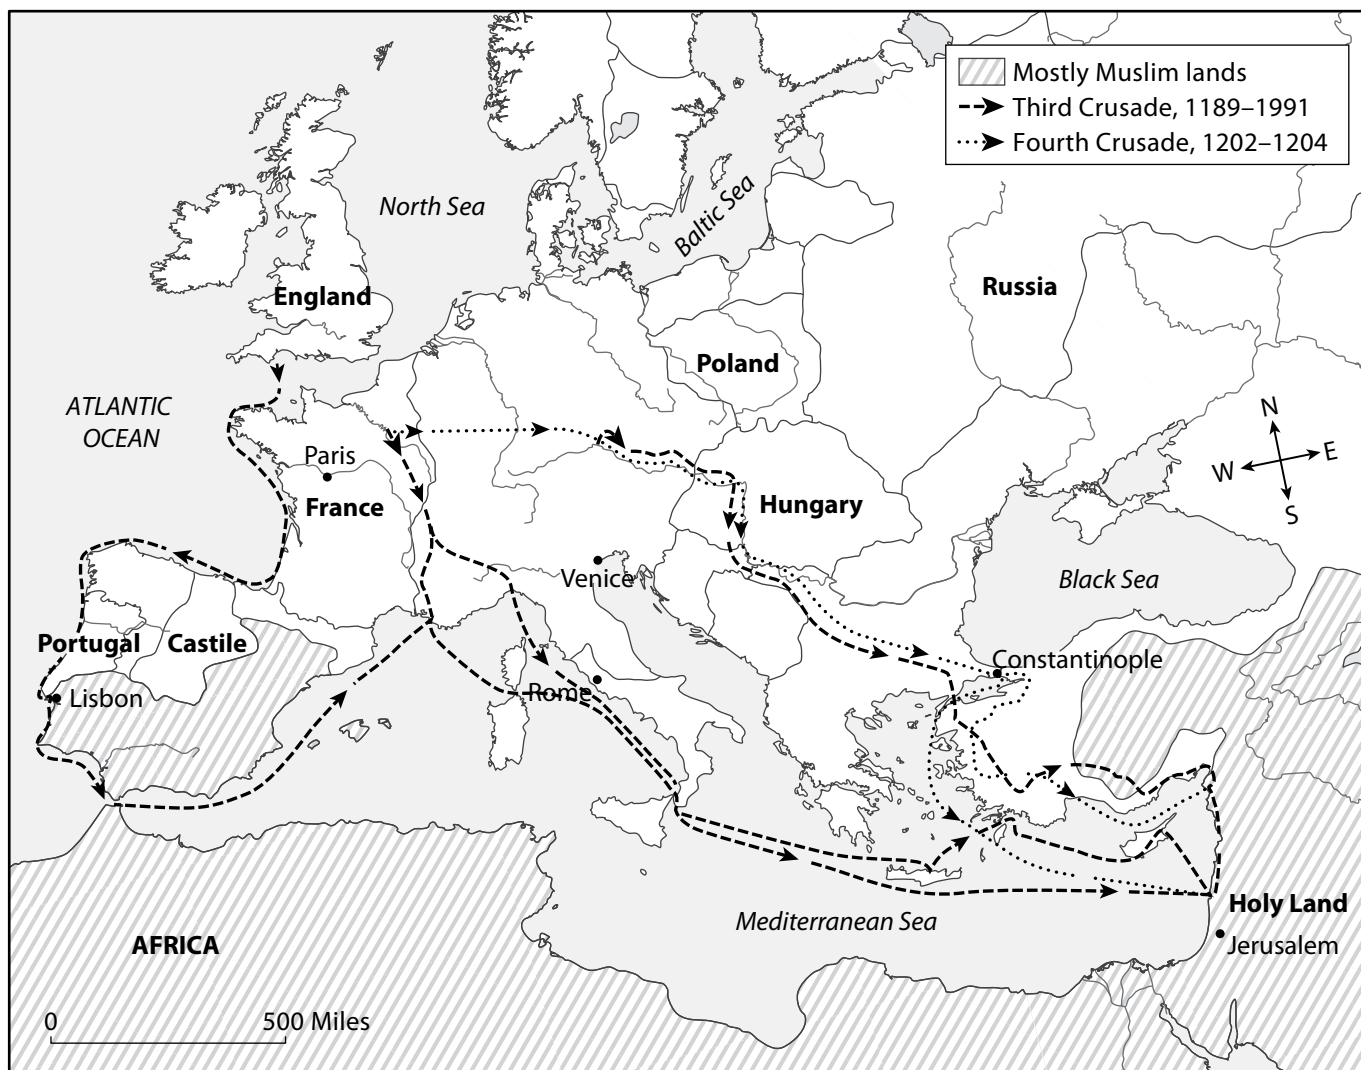 Mostly Muslim lands
Third Crusade, 1189–1991
Fourth Crusade, 1202–1204
North Sea
Baltic Sea
England
Russia
Poland
ATLANTIC
OCEAN
N
W
E
S
Paris
France
Hungary
Venice
Black Sea
Portugal
Castile
Constantinople
Lisbon
Rome
Holy Land
Mediterranean Sea
Jerusalem
AFRICA
0
500 Miles